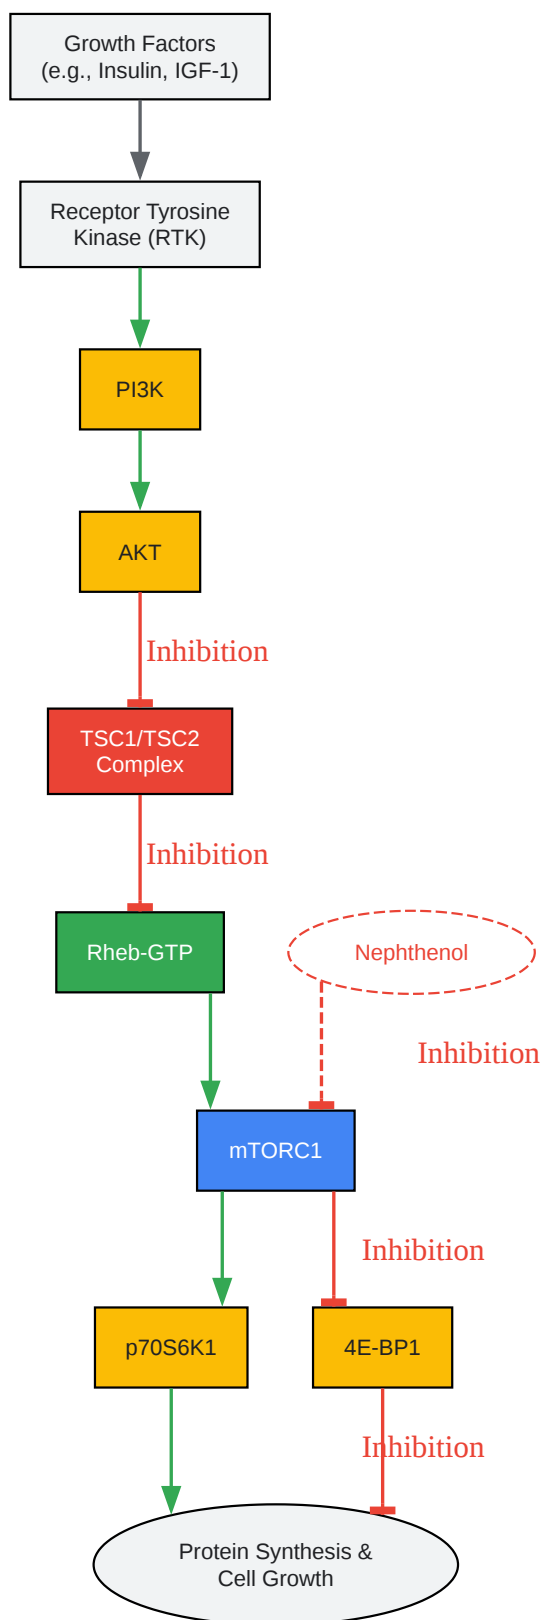 Growth Factors
(e.g., Insulin, IGF-1)
Receptor Tyrosine
Kinase (RTK)
PI3K
AKT
Inhibition
TSC1/TSC2
Complex
Inhibition
Rheb-GTP
Nephthenol
Inhibition
mTORC1
Inhibition
p70S6K1
4E-BP1
Inhibition
Protein Synthesis &
Cell Growth